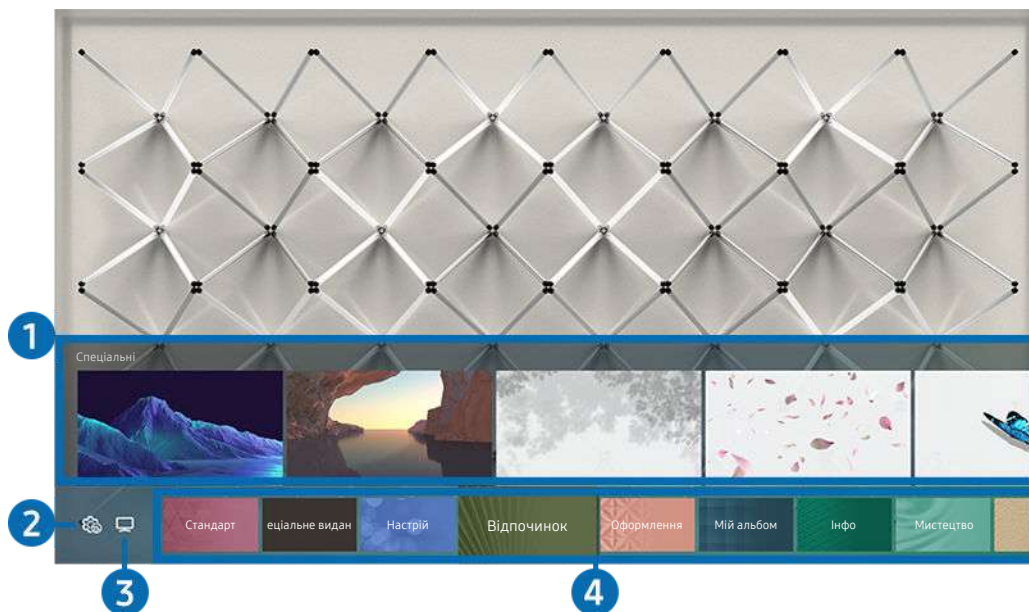 1
Спеціальні
2
Стандарт
еціальне видан
Настрій
Відпочинок
Оформлення
Мій альбом
Інфо
Мистецтво
3
4